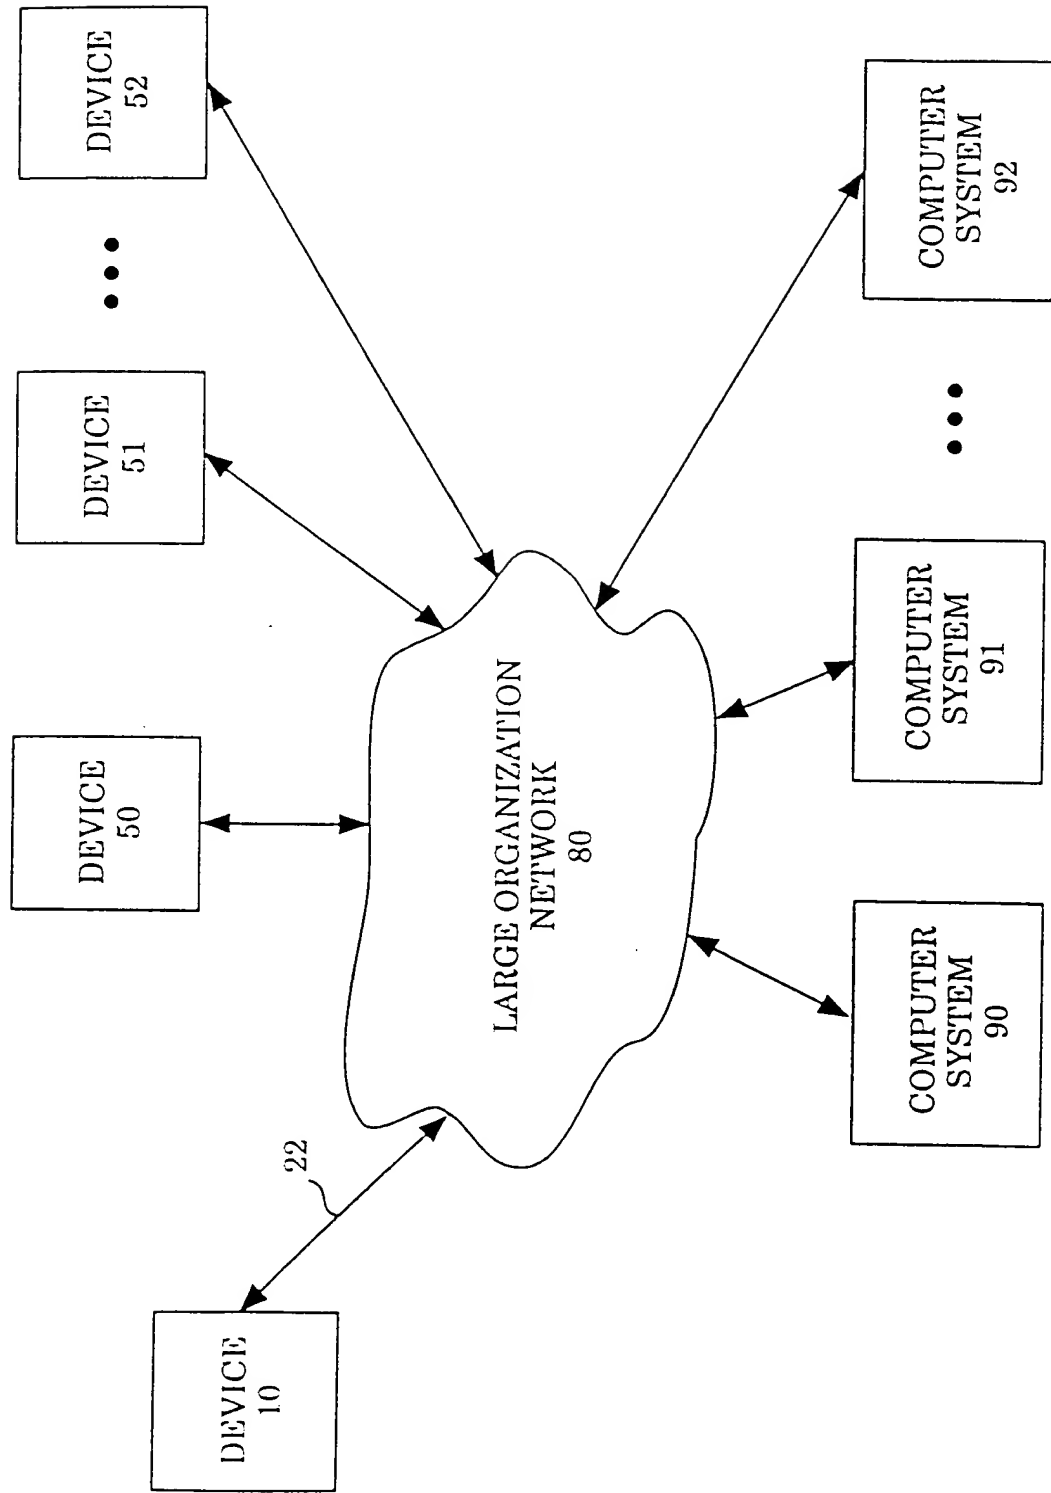 DEVICE
10
22
DEVICE
50
DEVICE
51
DEVICE
52
LARGE ORGANIZATION
NETWORK
80
COMPUTER
SYSTEM
90
COMPUTER
SYSTEM
91
COMPUTER
SYSTEM
92